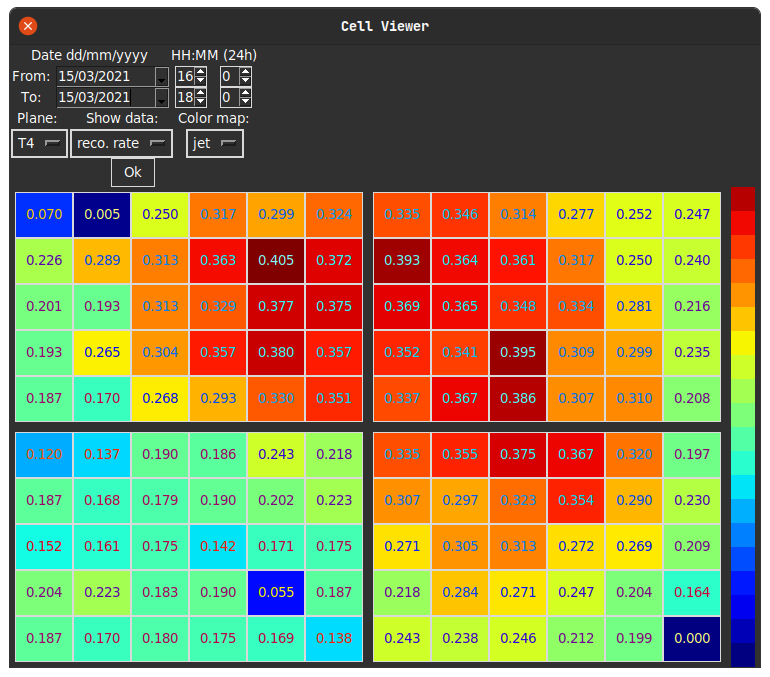 Cell Viewer
Date dd/mm/yyyy HH:MM (24h)
From: 15/03/2021 16 0
To: 15/03/2021 18 0
Plane: Show data: Color map:
T4 reco. rate jet
Ok
0.070 0.005 0.250 0.317 0.299 0.324 0.335 0.346 0.314 0.277 0.252 0.247
0.226 0.289 0.313 0.363 0.405 0.372 0.393 0.364 0.361 0.317 0.250 0.240
0.201 0.193 0.313 0.329 0.377 0.375 0.369 0.365 0.348 0.334 0.281 0.216
0.193 0.265 0.304 0.357 0.380 0.357 0.352 0.341 0.395 0.309 0.299 0.235
0.187 0.170 0.268 0.293 0.330 0.351 0.337 0.367 0.386 0.307 0.310 0.208
0.120 0.137 0.190 0.186 0.243 0.218 0.335 0.355 0.375 0.367 0.320 0.197
0.187 0.168 0.179 0.190 0.202 0.223 0.307 0.297 0.323 0.354 0.290 0.230
0.152 0.161 0.175 0.142 0.171 0.175 0.271 0.305 0.313 0.272 0.269 0.209
0.204 0.223 0.183 0.190 0.055 0.187 0.218 0.284 0.271 0.247 0.204 0.164
0.187 0.170 0.180 0.175 0.169 0.138 0.243 0.238 0.246 0.212 0.199 0.000